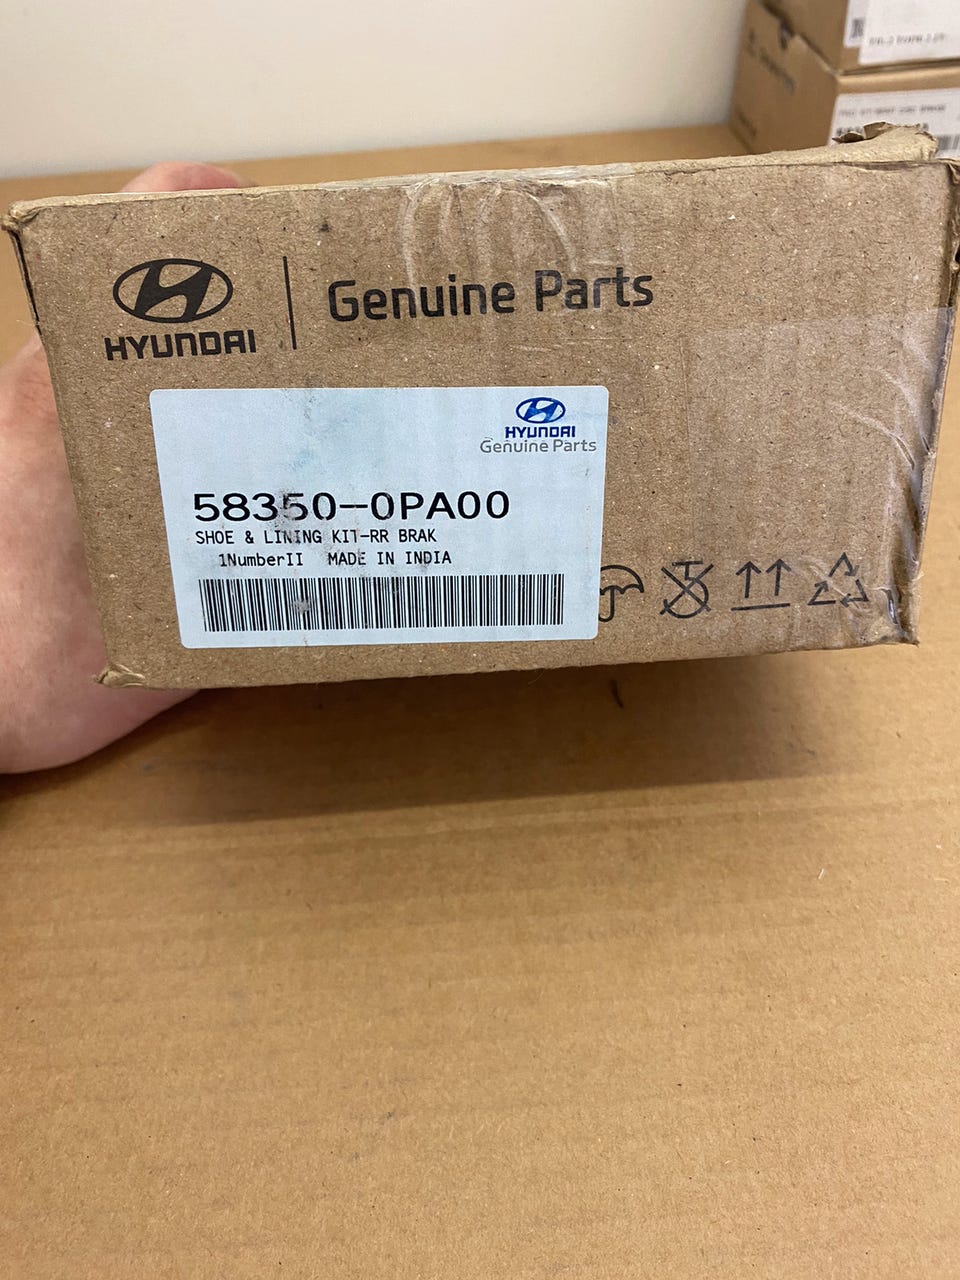 HYUNDAI
Genuine Parts
HYUNDAI
Genuine Parts
58350-0PA00
SHOE & LINING KIT-RR BRAK
1NumberII MADE IN INDIA